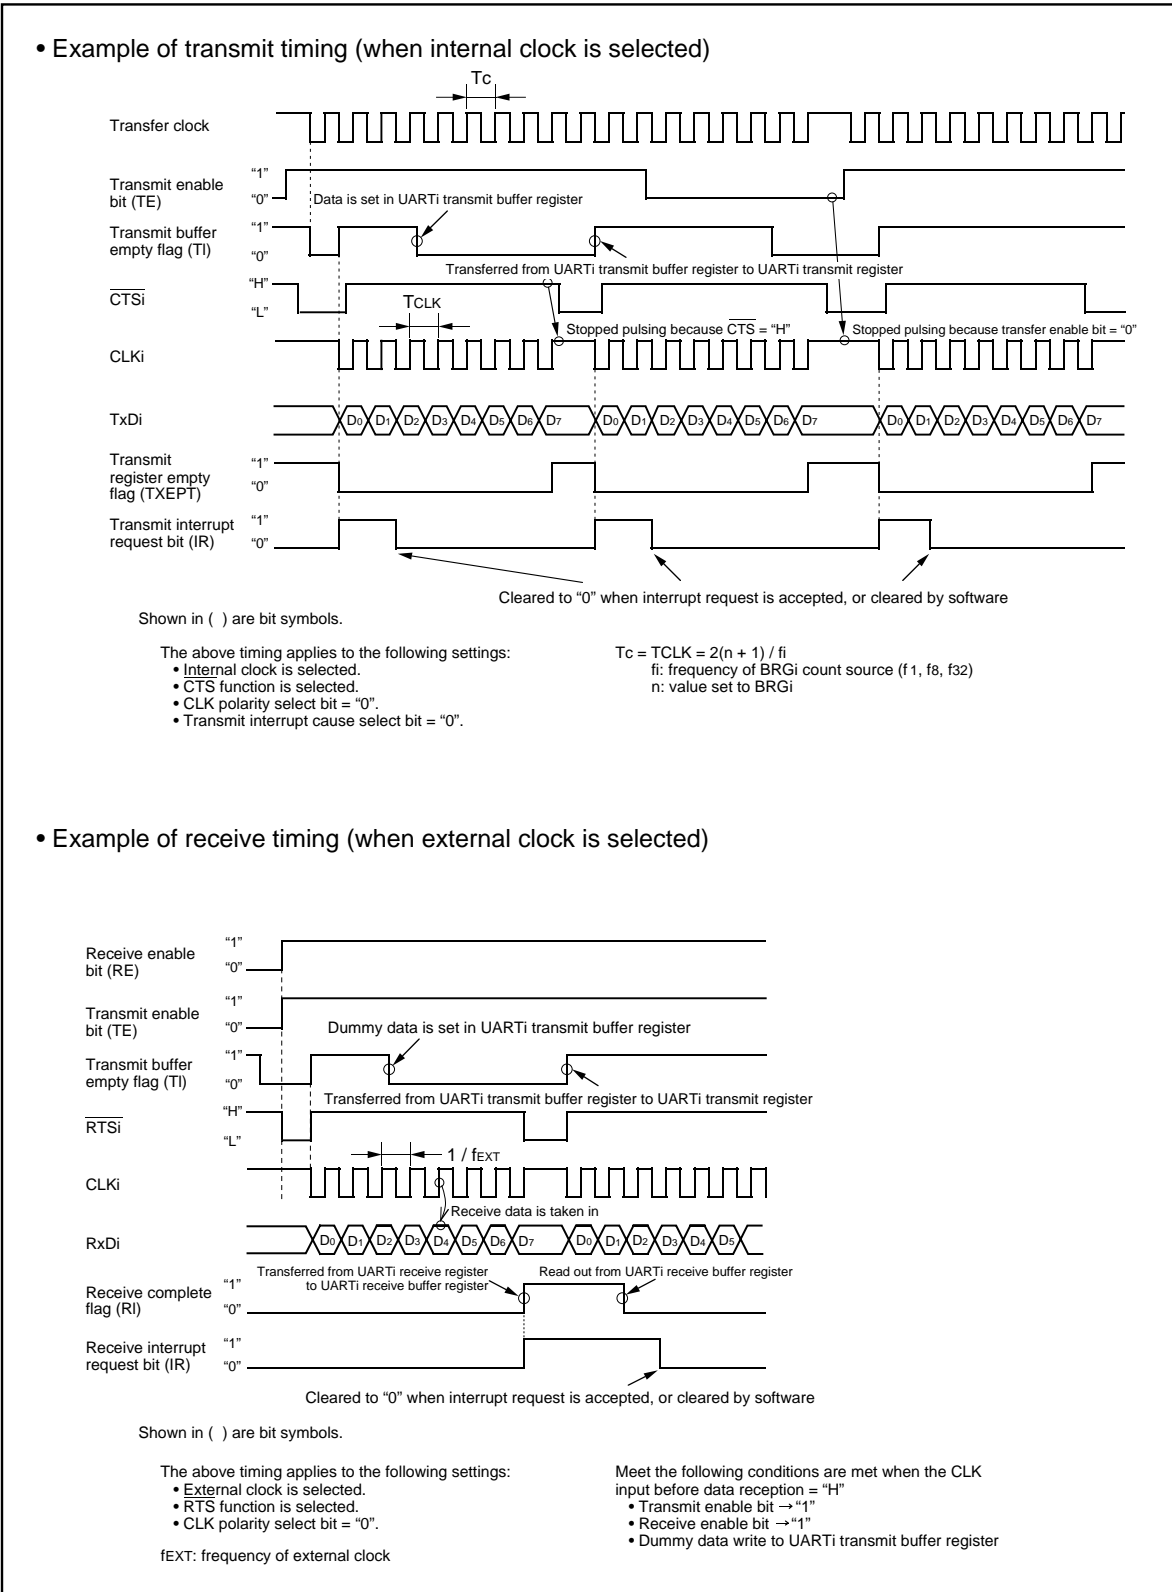 • Example of transmit timing (when internal clock is selected)
Tc
Transfer clock
Transmit enable
bit (TE)
“1”
“0”
Data is set in UARTi transmit buffer register
Transmit buffer
empty flag (Tl)
“1”
“0”
Transferred from UARTi transmit buffer register to UARTi transmit register
CTSi
“H”
“L”
TCLK
Stopped pulsing because CTS = “H”
Stopped pulsing because transfer enable bit = “0”
CLKi
TxDi
D0 D1 D2 D3 D4 D5 D6 D7 D0 D1 D2 D3 D4 D5 D6 D7 D0 D1 D2 D3 D4 D5 D6 D7
Transmit
register empty
flag (TXEPT)
“1”
“0”
Transmit interrupt
request bit (IR)
“1”
“0”
Cleared to “0” when interrupt request is accepted, or cleared by software
Shown in ( ) are bit symbols.
The above timing applies to the following settings:
• Internal clock is selected.
• CTS function is selected.
• CLK polarity select bit = “0”.
• Transmit interrupt cause select bit = “0”.
Tc = TCLK = 2(n + 1) / fi
fi: frequency of BRGi count source (f1, f8, f32)
n: value set to BRGi
• Example of receive timing (when external clock is selected)
Receive enable
bit (RE)
“1”
“0”
Transmit enable
bit (TE)
“1”
“0”
Dummy data is set in UARTi transmit buffer register
Transmit buffer
empty flag (Tl)
“1”
“0”
Transferred from UARTi transmit buffer register to UARTi transmit register
RTSi
“H”
“L”
1 / fEXT
CLKi
Receive data is taken in
RxDi
D0 D1 D2 D3 D4 D5 D6 D7 D0 D1 D2 D3 D4 D5
Transferred from UARTi receive register
to UARTi receive buffer register
Read out from UARTi receive buffer register
Receive complete
flag (Rl)
“1”
“0”
Receive interrupt
request bit (IR)
“1”
“0”
Cleared to “0” when interrupt request is accepted, or cleared by software
Shown in ( ) are bit symbols.
The above timing applies to the following settings:
• External clock is selected.
• RTS function is selected.
• CLK polarity select bit = “0”.
fEXT: frequency of external clock
Meet the following conditions are met when the CLK
input before data reception = “H”
• Transmit enable bit → “1”
• Receive enable bit → “1”
• Dummy data write to UARTi transmit buffer register